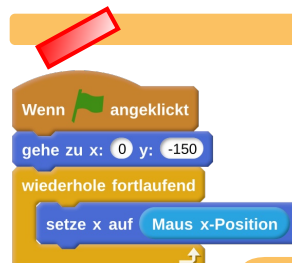 Wenn angeklickt
gehe zu x: 0 y: -150
wiederhole fortlaufend
setze x auf Maus x-Position